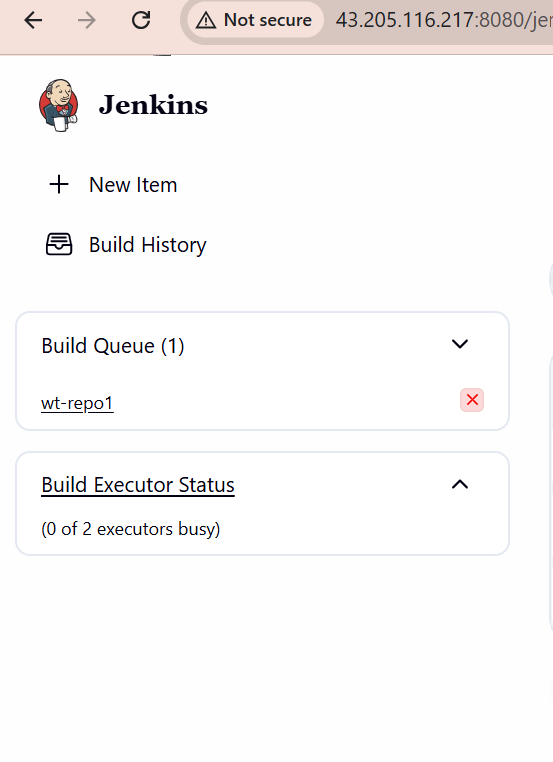 Not secure 43.205.116.217:8080/je
Jenkins
New Item
Build History
Build Queue (1)
wt-repo1
Build Executor Status
(0 of 2 executors busy)